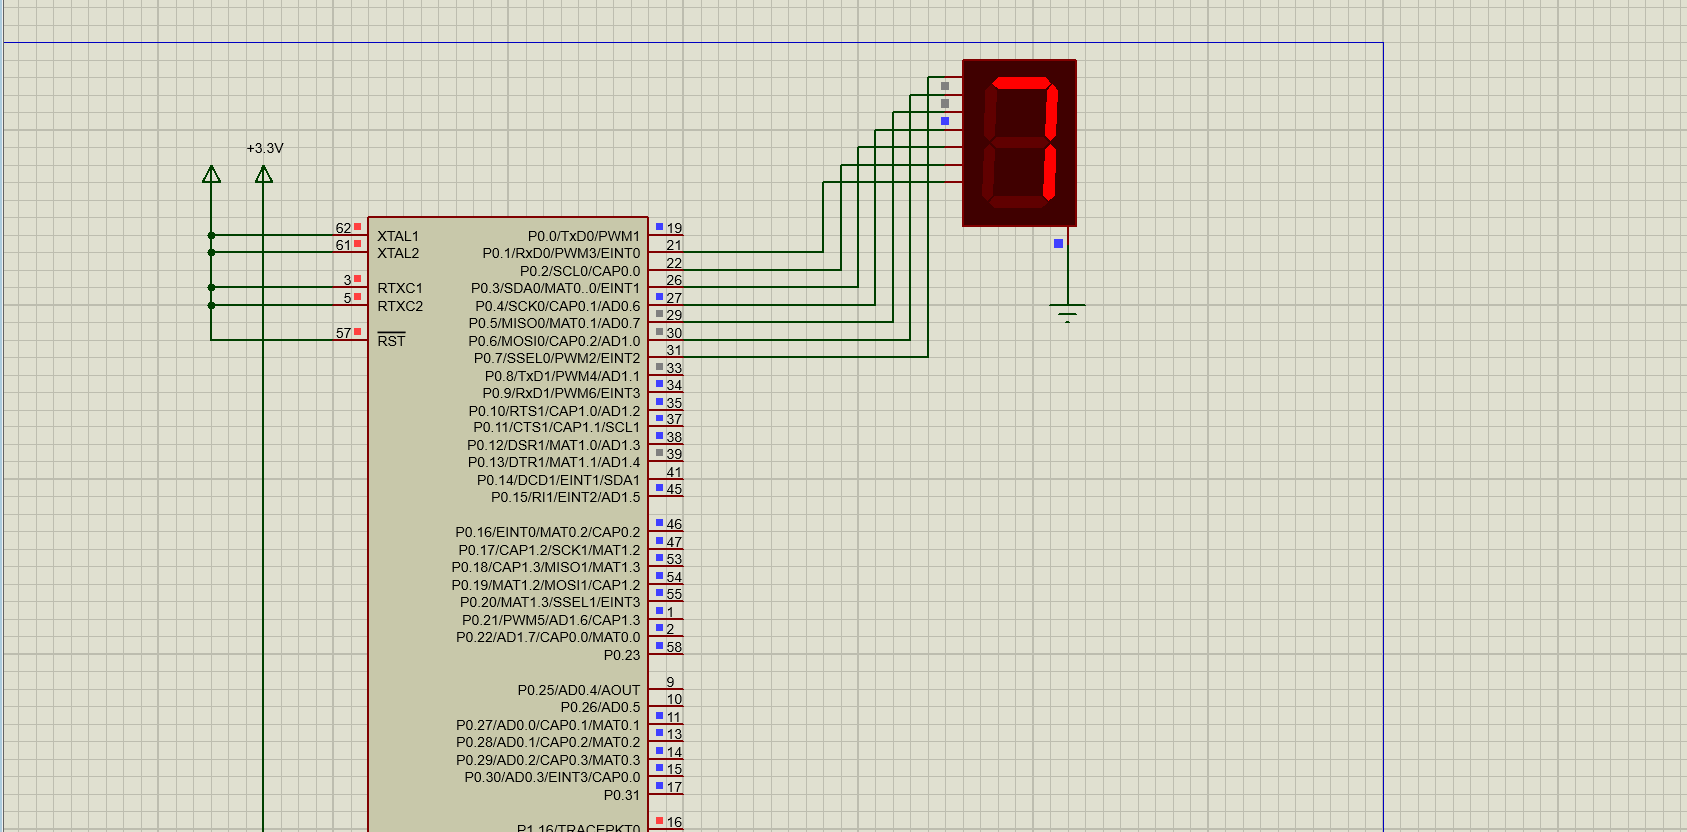 +3.3V
62 XTAL1
61 XTAL2
3 RTXC1
5 RTXC2
57 RST
P0.0/TxD0/PWM1 19
P0.1/RxD0/PWM3/EINT0 21
P0.2/SCL0/CAP0.0 22
P0.3/SDA0/MAT0..0/EINT1 26
P0.4/SCK0/CAP0.1/AD0.6 27
P0.5/MISO0/MAT0.1/AD0.7 29
P0.6/MOSI0/CAP0.2/AD1.0 30
P0.7/SSEL0/PWM2/EINT2 31
P0.8/TxD1/PWM4/AD1.1 33
P0.9/RxD1/PWM6/EINT3 34
P0.10/RTS1/CAP1.0/AD1.2 35
P0.11/CTS1/CAP1.1/SCL1 37
P0.12/DSR1/MAT1.0/AD1.3 38
P0.13/DTR1/MAT1.1/AD1.4 39
P0.14/DCD1/EINT1/SDA1 41
P0.15/RI1/EINT2/AD1.5 45
P0.16/EINT0/MAT0.2/CAP0.2 46
P0.17/CAP1.2/SCK1/MAT1.2 47
P0.18/CAP1.3/MISO1/MAT1.3 53
P0.19/MAT1.2/MOSI1/CAP1.2 54
P0.20/MAT1.3/SSEL1/EINT3 55
P0.21/PWM5/AD1.6/CAP1.3 1
P0.22/AD1.7/CAP0.0/MAT0.0 2
P0.23 58
P0.25/AD0.4/AOUT 9
P0.26/AD0.5 10
P0.27/AD0.0/CAP0.1/MAT0.1 11
P0.28/AD0.1/CAP0.2/MAT0.2 13
P0.29/AD0.2/CAP0.3/MAT0.3 14
P0.30/AD0.3/EINT3/CAP0.0 15
P0.31 17
P1.16/TRACEPKT0 16
7